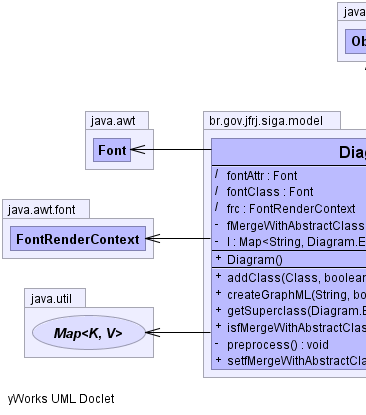 java
Ob
java.awt
Font
br.gov.jfrj.siga.model
Diag
/ fontAttr : Font
/ fontClass : Font
/ frc : FontRenderContext
- fMergeWithAbstractClass
- l : Map<String, Diagram.E
+ Diagram()
+ addClass(Class, boolean
+ createGraphML(String, bo
+ getSuperclass(Diagram.E
+ isfMergeWithAbstractCla
- preprocess() : void
+ setfMergeWithAbstractCla
java.awt.font
FontRenderContext
java.util
Map<K, V>
yWorks UML Doclet